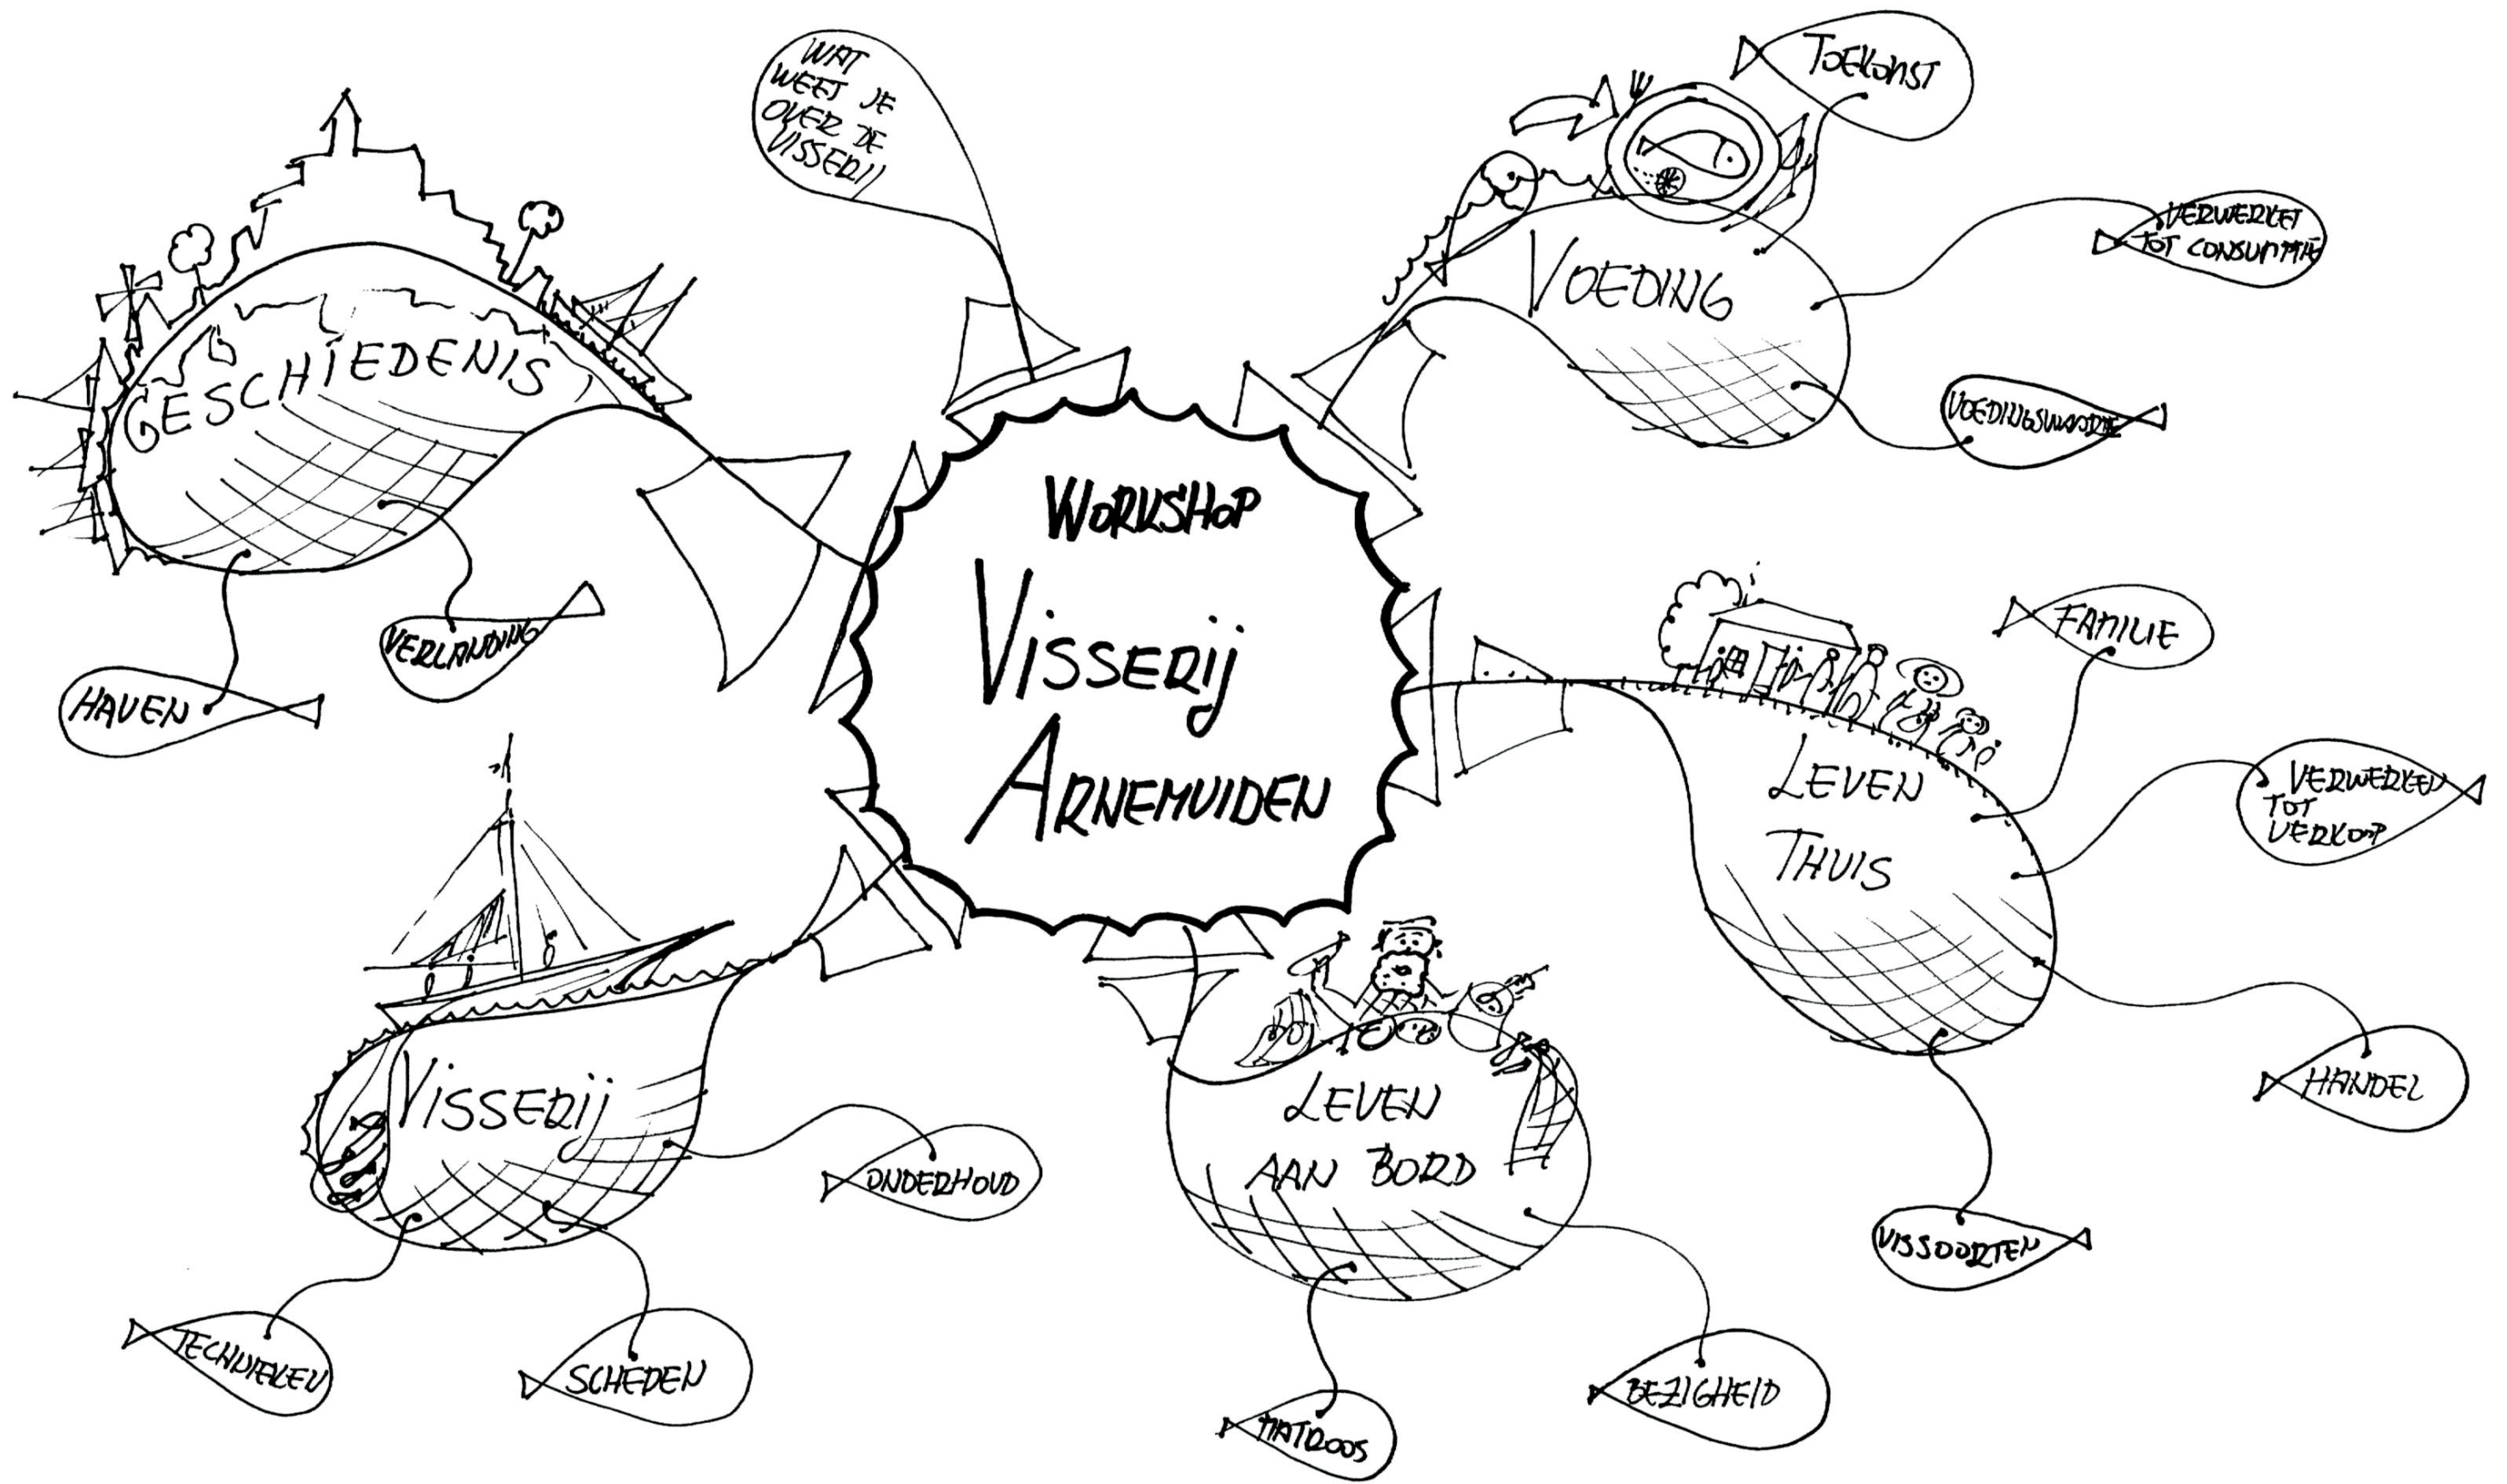 WORKSHOP
VISSERIJ
ARNEMUIDEN
WAT
WEET JE
OVER DE
VISSERIJ
TOEKOMST
VOEDING
VERWERKET
TOT CONSUMPTIE
VOEDINGSWAARDE
FAMILIE
LEVEN
THUIS
VERWERKEN
TOT
VERKOOP
HANDEL
VISSOORTEN
LEVEN
AAN BORD
BEZIGHEID
MATROOS
VISSERIJ
ONDERHOUD
SCHEPEN
TECHNIEKEN
GESCHIEDENIS
VERLANDING
HAVEN